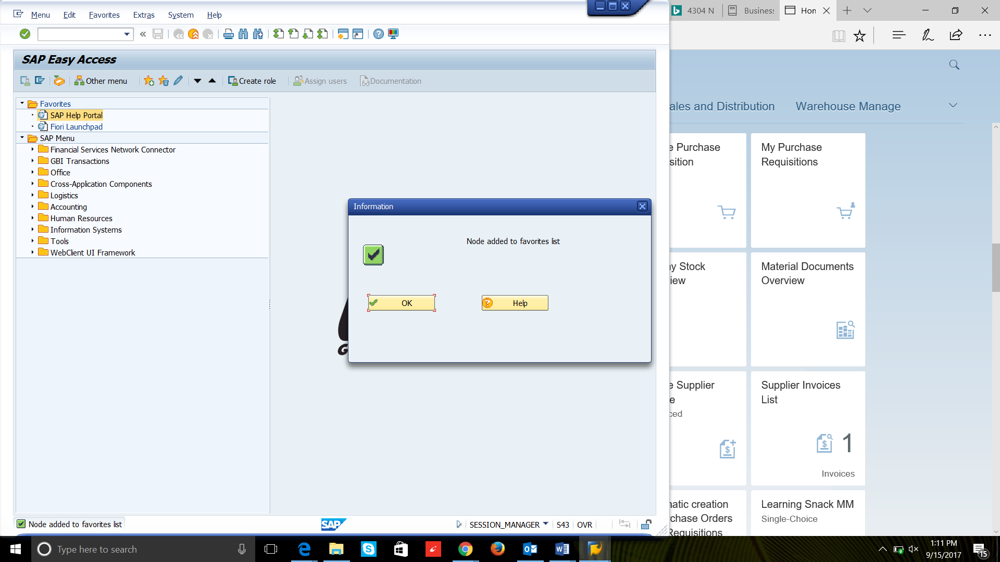 Menu Edit Favorites Extras System Help
4304 N
Business
Hon
SAP Easy Access
Other menu
Create role
Assign users
Documentation
Favorites
SAP Help Portal
Fiori Launchpad
SAP Menu
Financial Services Network Connector
GBI Transactions
Office
Cross-Application Components
Logistics
Accounting
Human Resources
Information Systems
Tools
WebClient UI Framework
G
Information
Node added to favorites list
OK
Help
ales and Distribution
Warehouse Manage
e Purchase
sition
My Purchase
Requisitions
y Stock
iew
Material Documents
Overview
e Supplier
e
ced
Supplier Invoices
List
1
Invoices
natic creation
chase Orders
Requisitions
Learning Snack MM
Single-Choice
Node added to favorites list
SAP
SESSION_MANAGER
S43
OVR
Type here to search
1:11 PM
9/15/2017
15